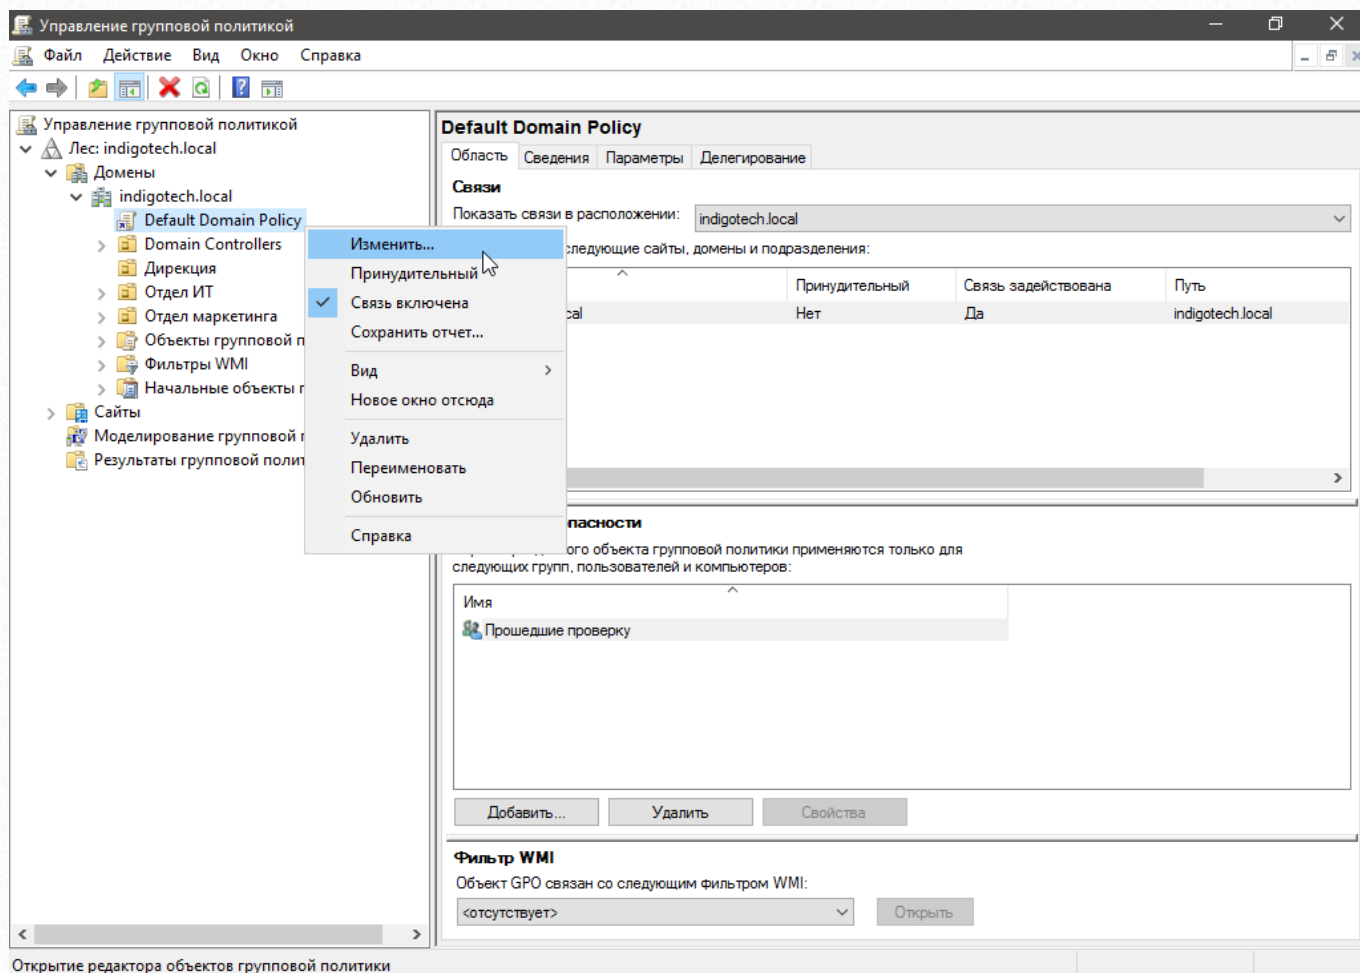 Управление групповой политикой
Файл Действие Вид Окно Справка
Управление групповой политикой
Лес: indigotech.local
Домены
indigotech.local
Default Domain Policy
Domain Controllers
Дирекция
Отдел ИТ
Отдел маркетинга
Объекты групповой
Фильтры WMI
Начальные объекты
Сайты
Моделирование групповой
Результаты групповой
Изменить...
Принудительный
Связь включена
Сохранить отчет...
Вид
Новое окно отсюда
Удалить
Переименовать
Обновить
Справка
Default Domain Policy
Область Сведения Параметры Делегирование
Связи
Показать связи в расположении: indigotech.local
следующие сайты, домены и подразделения:
Принудительный Связь задействована Путь
Нет Да indigotech.local
объекта групповой политики применяются только для
следующих групп, пользователей и компьютеров:
Имя
Прошедшие проверку
Добавить... Удалить Свойства
Фильтр WMI
Объект GPO связан со следующим фильтром WMI:
<отсутствует> Открыть
Открытие редактора объектов групповой политики